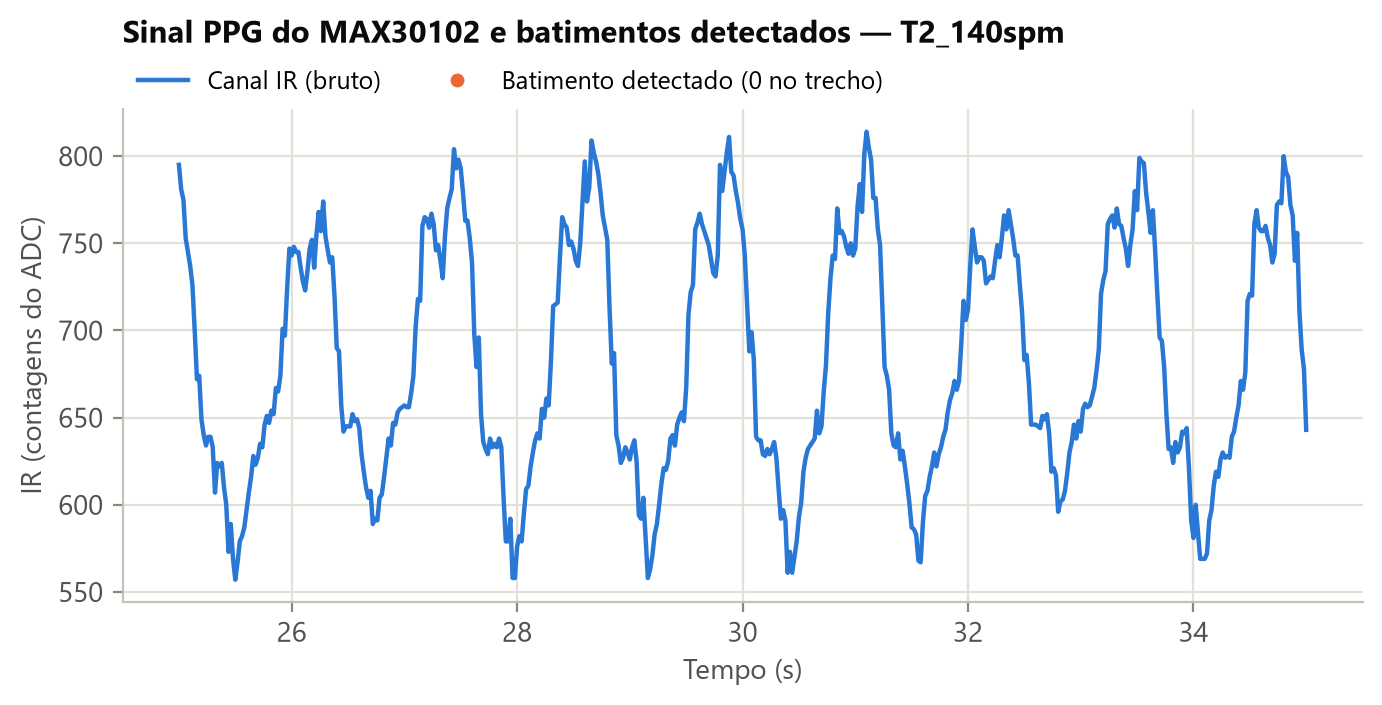 Sinal PPG do MAX30102 e batimentos detectados — T2_140spm
Canal IR (bruto)
Batimento detectado (0 no trecho)
IR (contagens do ADC)
800
750
700
650
600
550
26
28
30
32
34
Tempo (s)